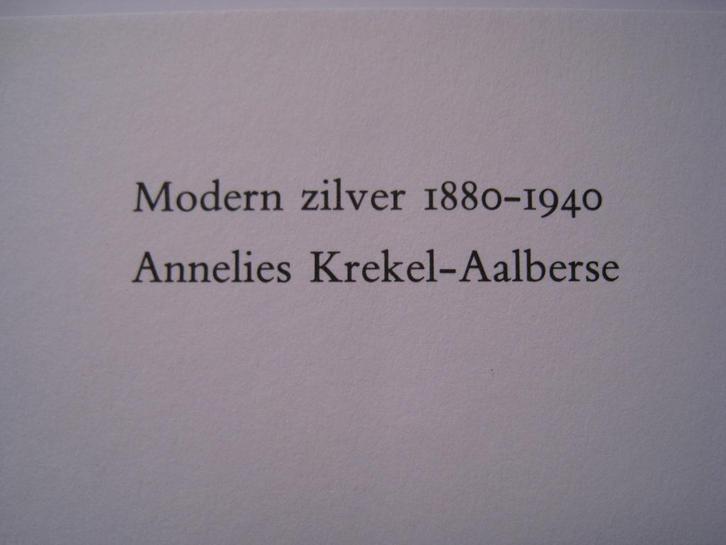 Modern zilver 1880-1940
Annelies Krekel-Aalberse